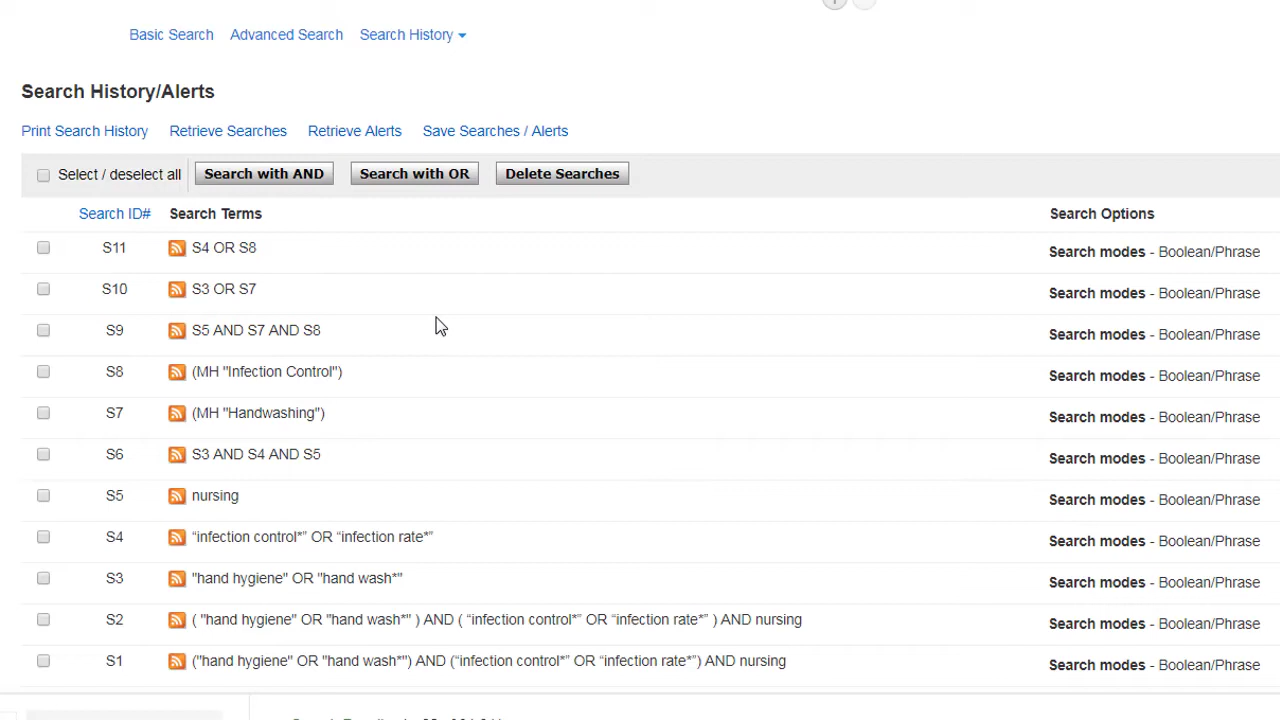 Basic Search Advanced Search Search History
Search History/Alerts
Print Search History Retrieve Searches Retrieve Alerts Save Searches / Alerts
Select / deselect all Search with AND Search with OR Delete Searches
Search ID# Search Terms Search Options
S11 S4 OR S8 Search modes - Boolean/Phrase
S10 S3 OR S7 Search modes - Boolean/Phrase
S9 S5 AND S7 AND S8 Search modes - Boolean/Phrase
S8 (MH "Infection Control") Search modes - Boolean/Phrase
S7 (MH "Handwashing") Search modes - Boolean/Phrase
S6 S3 AND S4 AND S5 Search modes - Boolean/Phrase
S5 nursing Search modes - Boolean/Phrase
S4 “infection control*” OR “infection rate*” Search modes - Boolean/Phrase
S3 "hand hygiene" OR "hand wash*" Search modes - Boolean/Phrase
S2 ( "hand hygiene" OR "hand wash*" ) AND ( “infection control*” OR “infection rate*” ) AND nursing Search modes - Boolean/Phrase
S1 ("hand hygiene" OR "hand wash*") AND (“infection control*” OR “infection rate*”) AND nursing Search modes - Boolean/Phrase